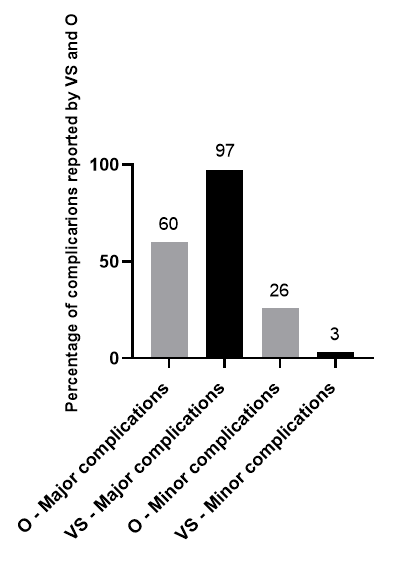 Percentage of complicarions reported by VS and O
100
50
0
60
97
26
3
O - Major complications
VS - Major complications
O - Minor complications
VS - Minor complications